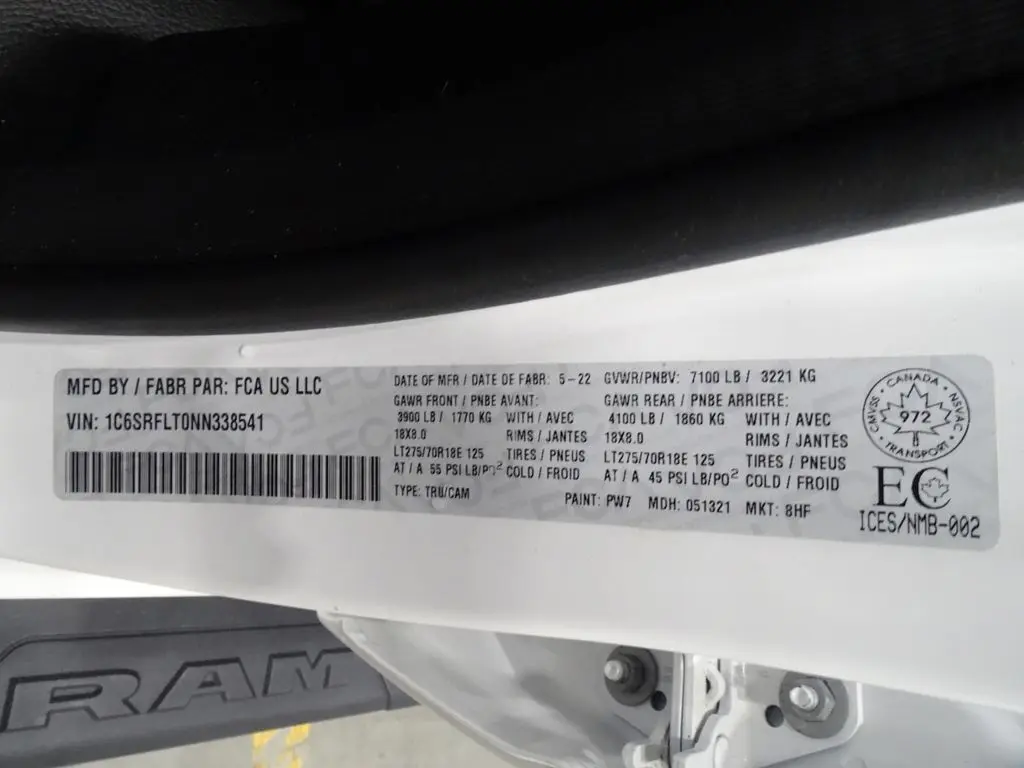 MFD BY / FABR PAR: FCA US LLC
VIN: 1C6SRFLT0NN338541
DATE OF MFR / DATE DE FABR: 5-22 GVWR/PNBV: 7100 LB / 3221 KG
GAWR FRONT / PNBE AVANT: GAWR REAR / PNBE ARRIERE:
3900 LB / 1770 KG WITH / AVEC 4100 LB / 1860 KG WITH / AVEC
18X8.0 RIMS / JANTES 18X8.0 RIMS / JANTES
LT275/70R18E 125 TIRES / PNEUS LT275/70R18E 125 TIRES / PNEUS
AT / A 55 PSI LB/PO² COLD / FROID AT / A 45 PSI LB/PO² COLD / FROID
TYPE: TRU/CAM PAINT: PW7 MDH: 051321 MKT: 8HF
CANADA
CMVSS 972 NSVAC
TRANSPORT
EC
ICES/NMB-002
RAM